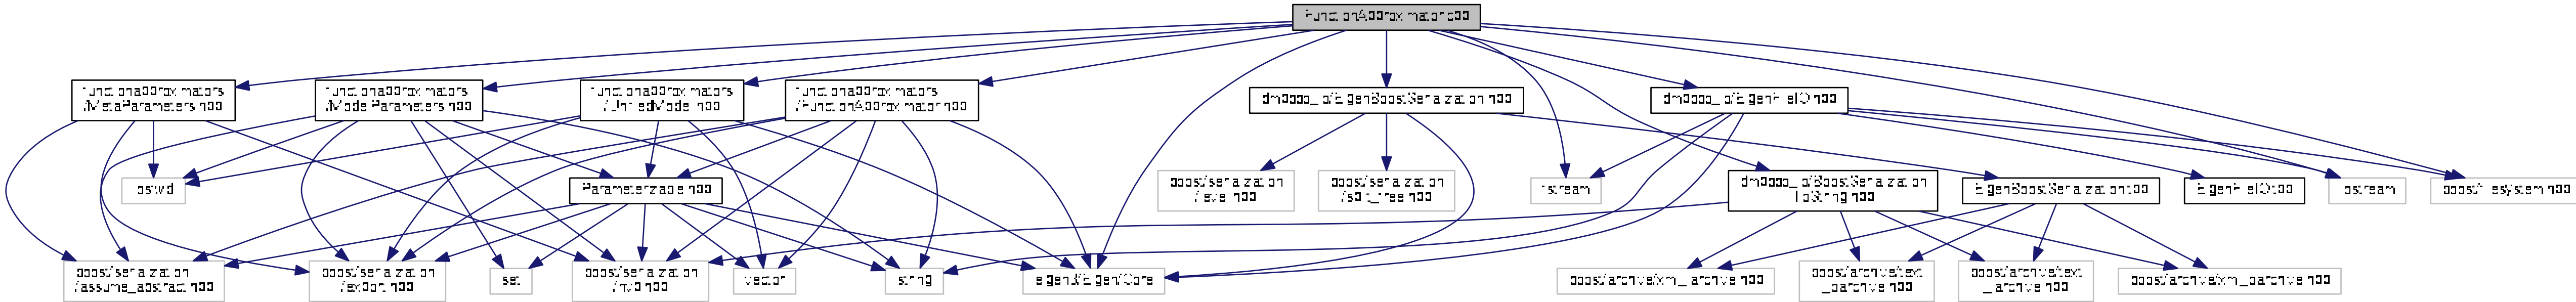 FunctionApproximator.cpp
functionapproximators
/MetaParameters.hpp
functionapproximators
/ModelParameters.hpp
functionapproximators
/UnifiedModel.hpp
functionapproximators
/FunctionApproximator.hpp
dmpbbo_io/EigenBoostSerialization.hpp
dmpbbo_io/EigenFileIO.hpp
iosfwd
Parameterizable.hpp
boost/serialization
/level.hpp
boost/serialization
/split_free.hpp
fstream
dmpbbo_io/BoostSerialization
ToString.hpp
EigenBoostSerialization.tpp
EigenFileIO.tpp
iostream
boost/filesystem.hpp
boost/serialization
/assume_abstract.hpp
boost/serialization
/export.hpp
set
boost/serialization
/nvp.hpp
vector
string
eigen3/Eigen/Core
boost/archive/xml_iarchive.hpp
boost/archive/text
_oarchive.hpp
boost/archive/text
_iarchive.hpp
boost/archive/xml_oarchive.hpp